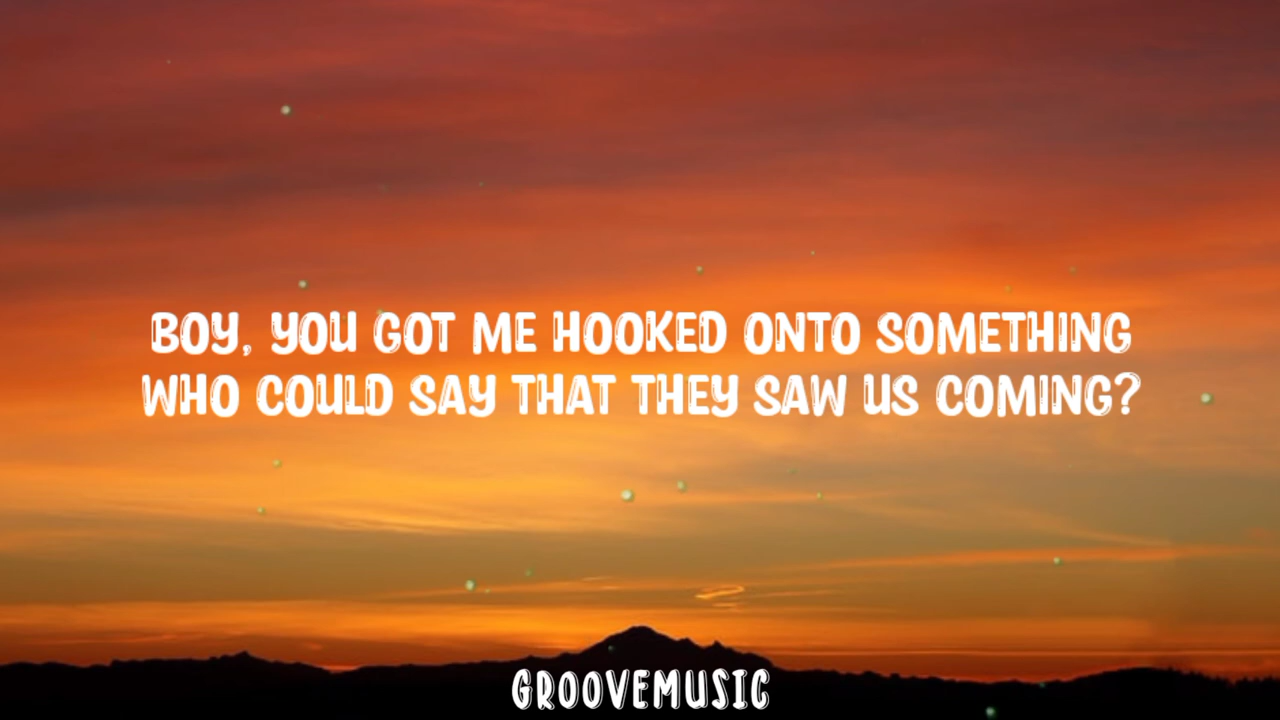 BOY, YOU GOT ME HOOKED ONTO SOMETHING
WHO COULD SAY THAT THEY SAW US COMING?
GROOVEMUSIC